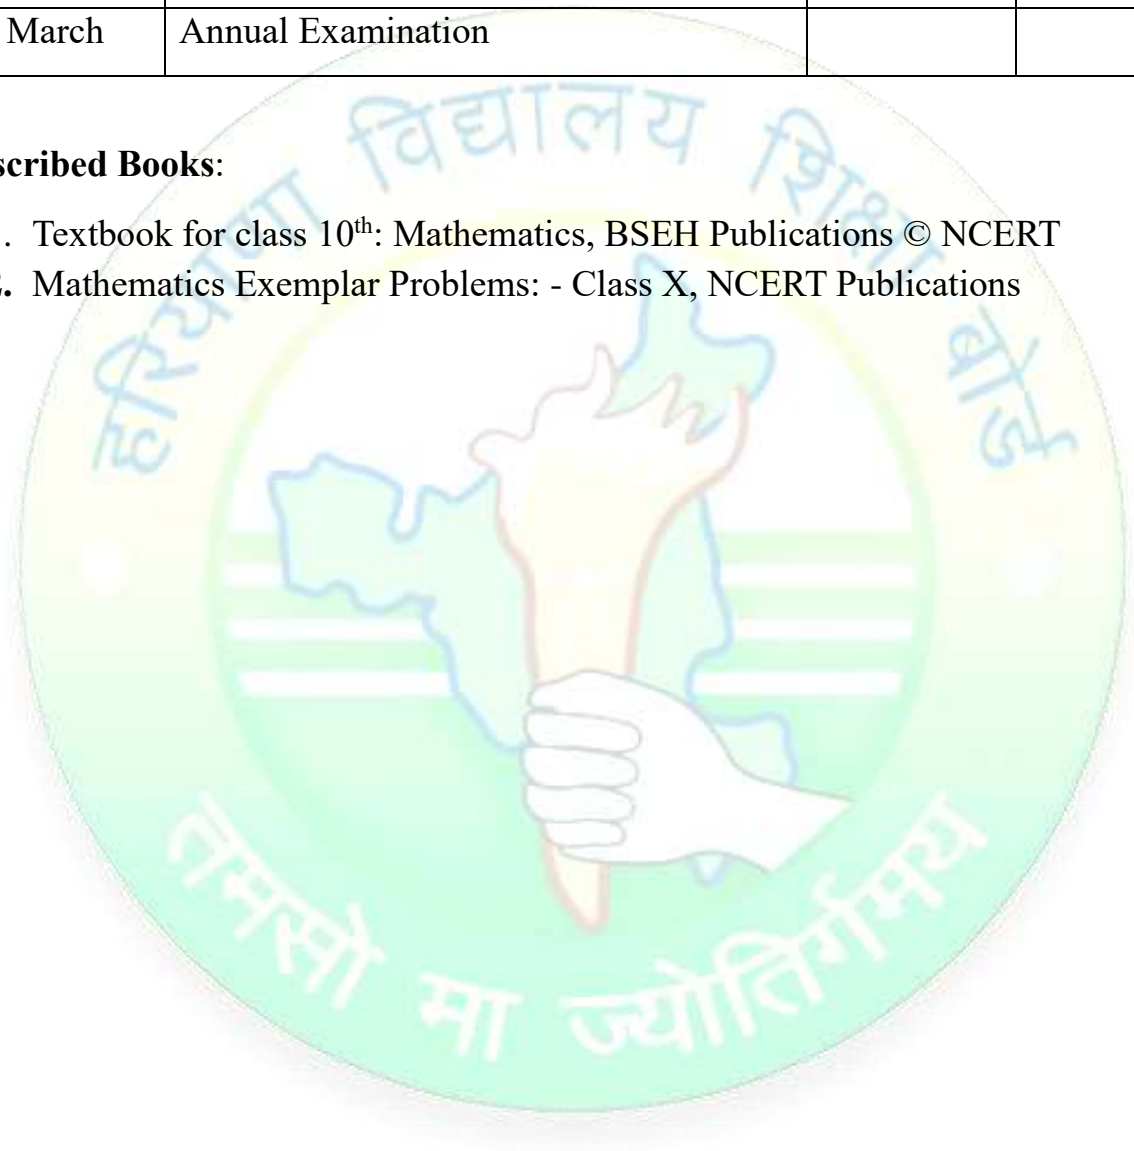 March Annual Examination
scribed Books:
. Textbook for class 10th: Mathematics, BSEH Publications © NCERT
. Mathematics Exemplar Problems: - Class X, NCERT Publications
हरियाणा विद्यालय शिक्षा बोर्ड
तमसो मा ज्योतिर्गमय